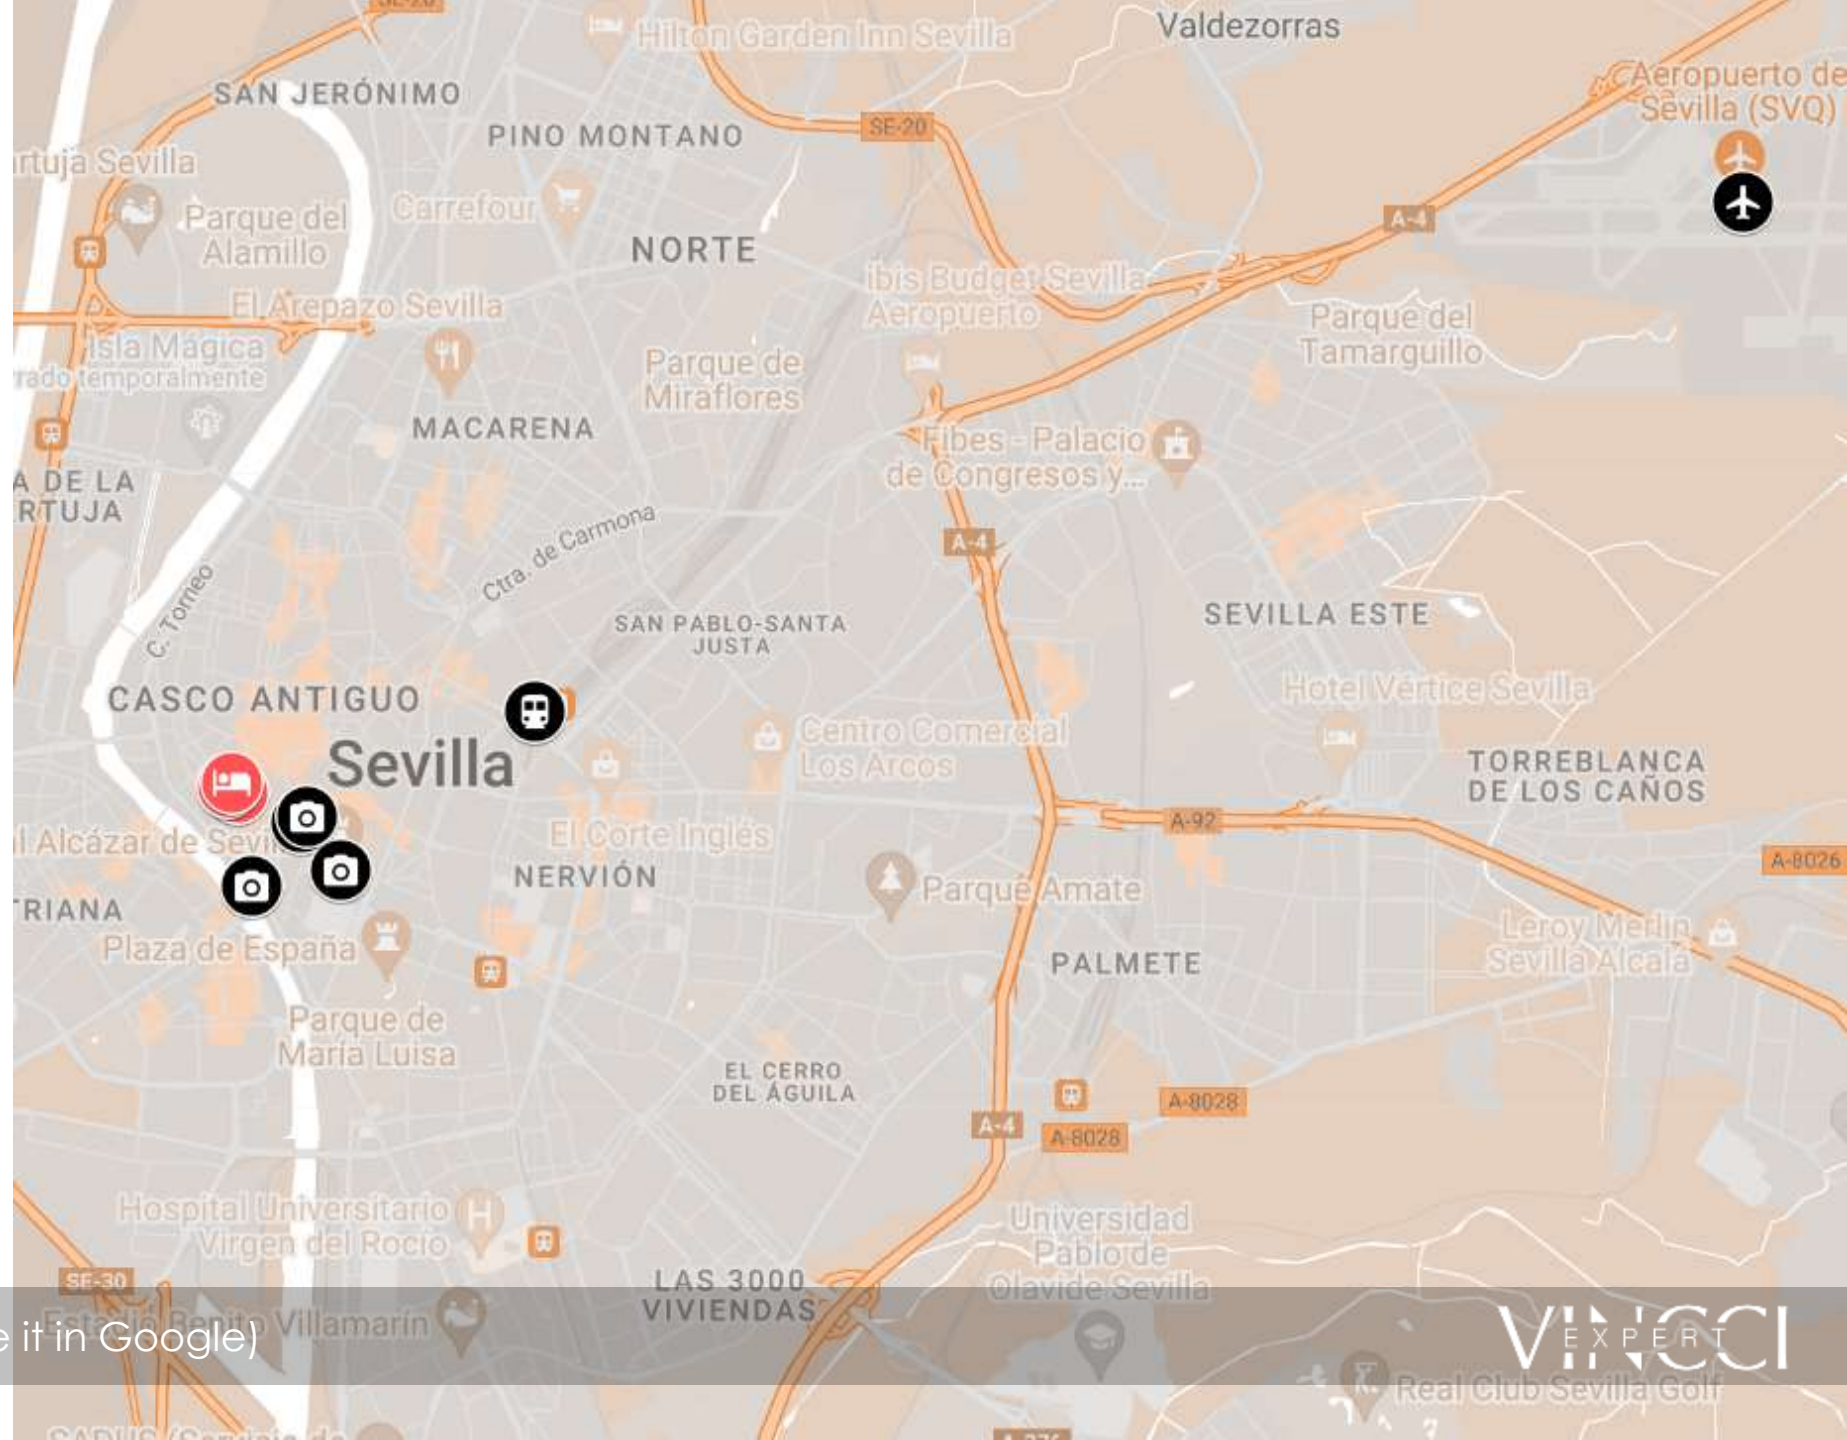 SE-20
Hilton Garden Inn Sevilla
Valdezorras
Aeropuerto de
Sevilla (SVQ)
SAN JERÓNIMO
PINO MONTANO
SE-20
rtuja Sevilla
Parque del
Alamillo
Carrefour
A-4
NORTE
ibis Budget Sevilla
Aeropuerto
El Arepazo Sevilla
Parque del
Tamarguillo
Isla Mágica
rado temporalmente
Parque de
Miraflores
MACARENA
Fibes - Palacio
de Congresos y...
A DE LA
RTUJA
Ctra. de Carmona
A-4
C. Torneo
SAN PABLO-SANTA
JUSTA
SEVILLA ESTE
CASCO ANTIGUO
Hotel Vértice Sevilla
Sevilla
Centro Comercial
Los Arcos
TORREBLANCA
DE LOS CAÑOS
l Alcázar de Sevi
El Corte Inglés
A-92
A-8026
NERVIÓN
Parque Amate
TRIANA
Plaza de España
Leroy Merlin
Sevilla Alcalá
PALMETE
Parque de
María Luisa
EL CERRO
DEL ÁGUILA
A-4
A-8028
A-8028
Hospital Universitario
Virgen del Rocío
Universidad
Pablo de
Olavide Sevilla
SE-30
LAS 3000
VIVIENDAS
Estadio Benito Villamarín
e it in Google)
VINCCI
EXPERT
Real Club Sevilla Golf
A-376